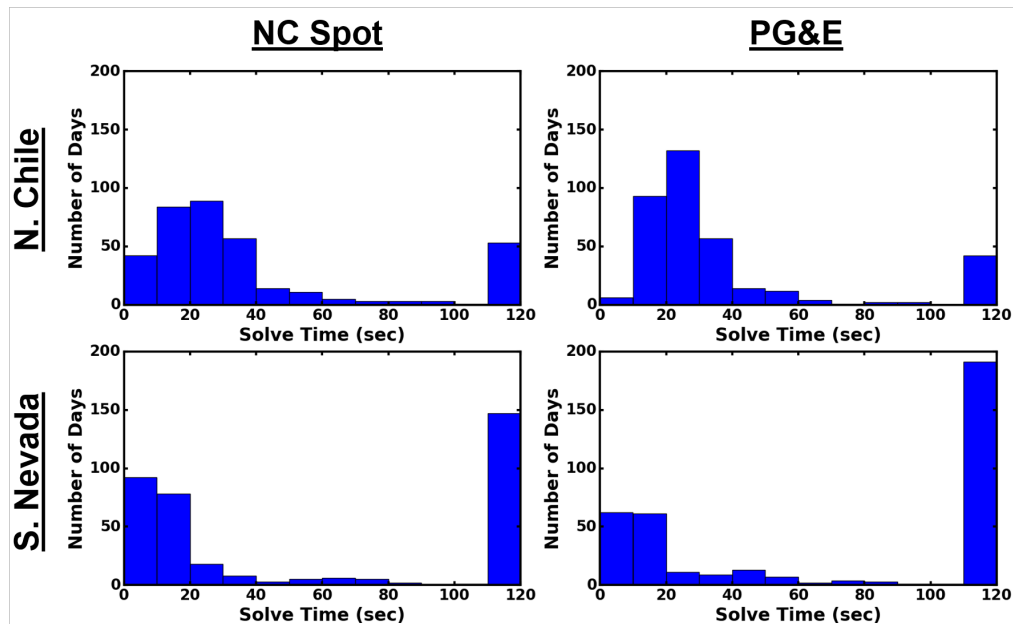 NC Spot
PG&E
N. Chile
200
150
100
50
0
Number of Days
0 20 40 60 80 100 120
Solve Time (sec)
200
150
100
50
0
Number of Days
0 20 40 60 80 100 120
Solve Time (sec)
S. Nevada
200
150
100
50
0
Number of Days
0 20 40 60 80 100 120
Solve Time (sec)
200
150
100
50
0
Number of Days
0 20 40 60 80 100 120
Solve Time (sec)